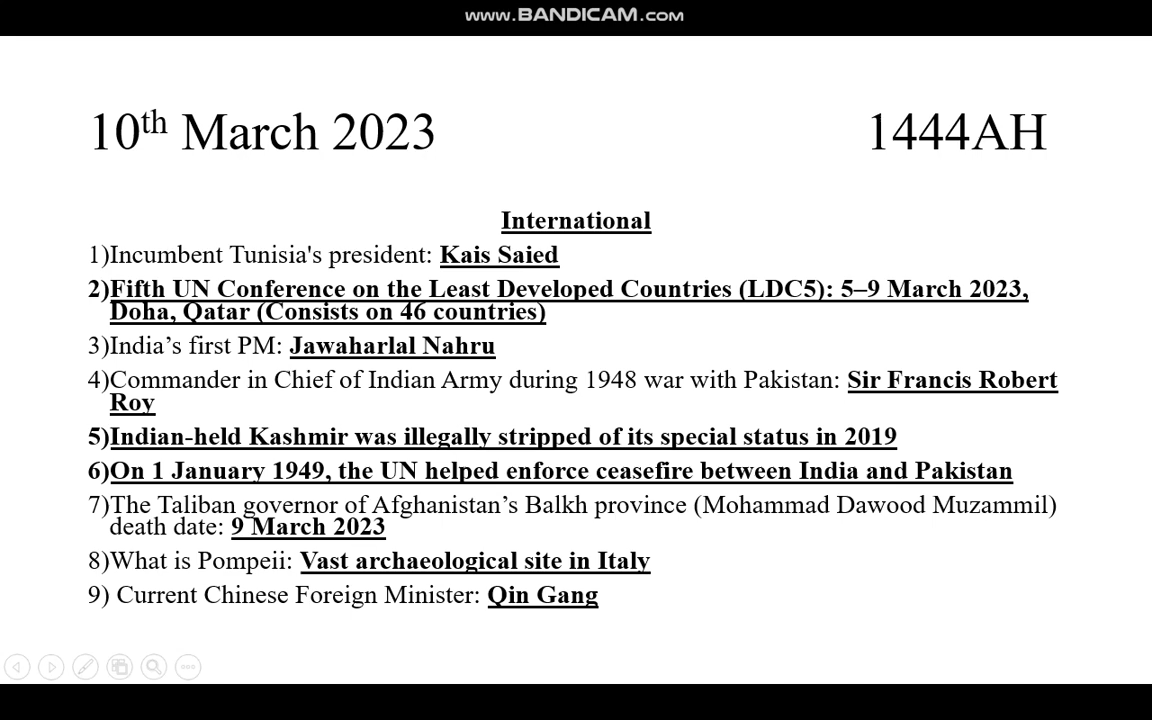 www.BANDICAM.com
10th March 2023 1444AH
International
1)Incumbent Tunisia's president: Kais Saied
2)Fifth UN Conference on the Least Developed Countries (LDC5): 5–9 March 2023,
Doha, Qatar (Consists on 46 countries)
3)India’s first PM: Jawaharlal Nahru
4)Commander in Chief of Indian Army during 1948 war with Pakistan: Sir Francis Robert
Roy
5)Indian-held Kashmir was illegally stripped of its special status in 2019
6)On 1 January 1949, the UN helped enforce ceasefire between India and Pakistan
7)The Taliban governor of Afghanistan’s Balkh province (Mohammad Dawood Muzammil)
death date: 9 March 2023
8)What is Pompeii: Vast archaeological site in Italy
9) Current Chinese Foreign Minister: Qin Gang